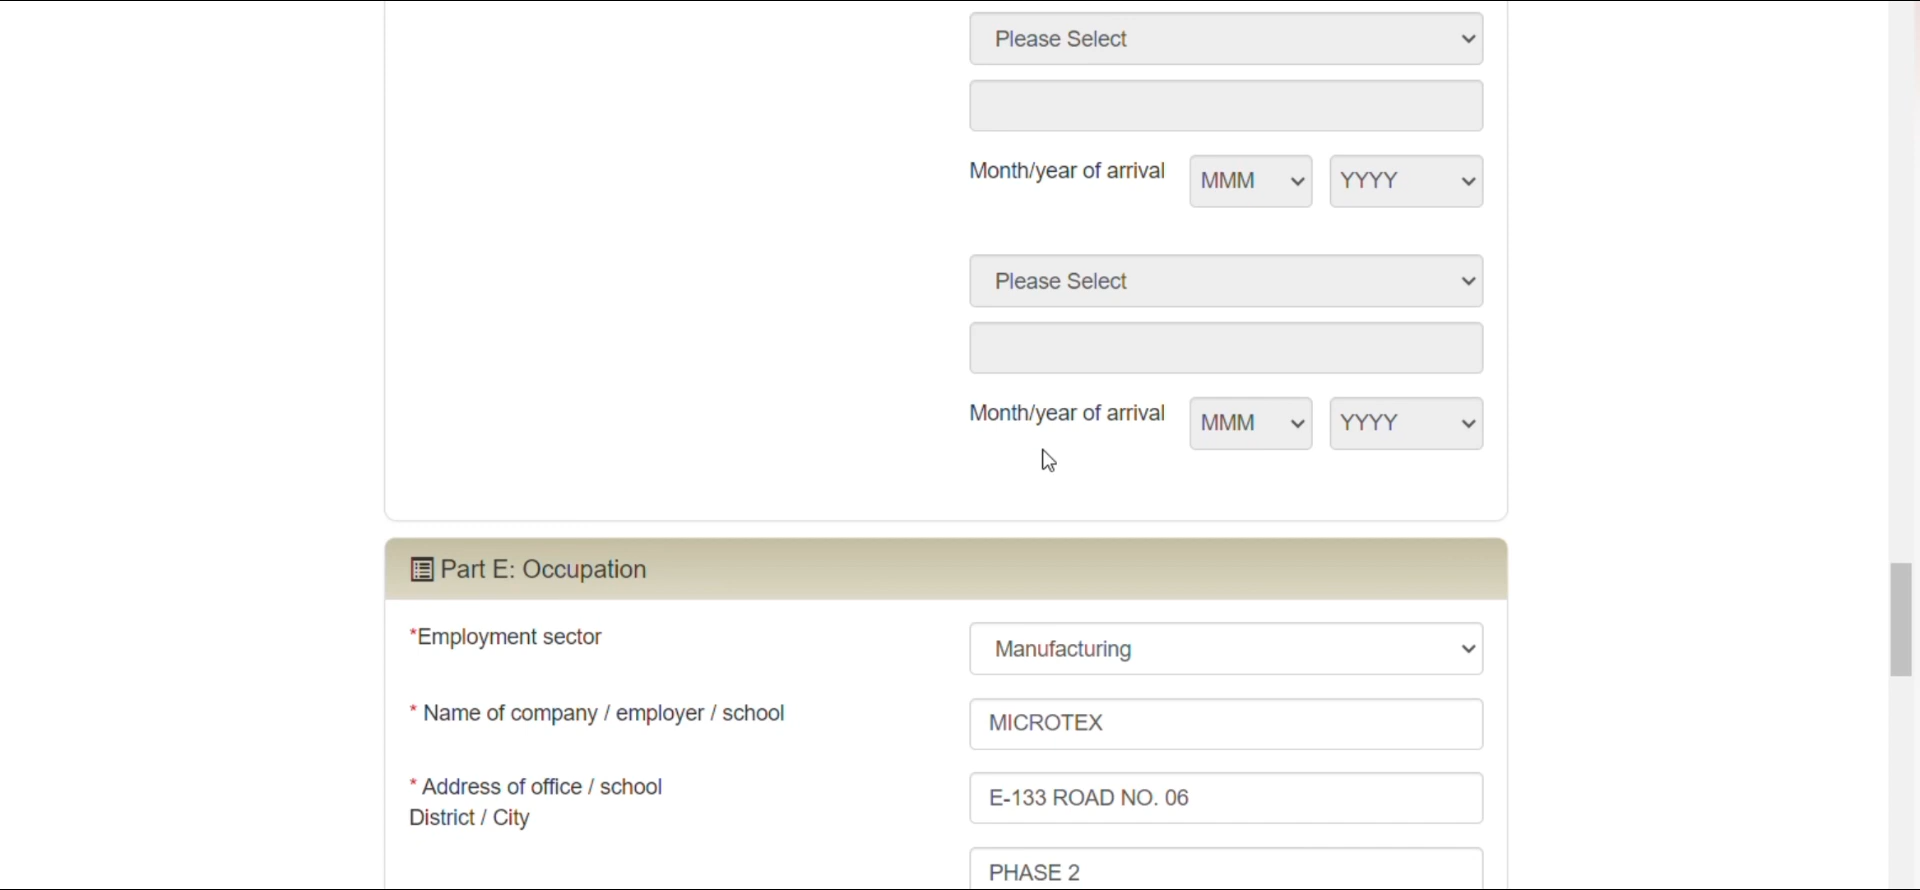 Please Select
Month/year of arrival MMM YYYY
Please Select
Month/year of arrival MMM YYYY
Part E: Occupation
*Employment sector Manufacturing
* Name of company / employer / school MICROTEX
* Address of office / school E-133 ROAD NO. 06
District / City
PHASE 2